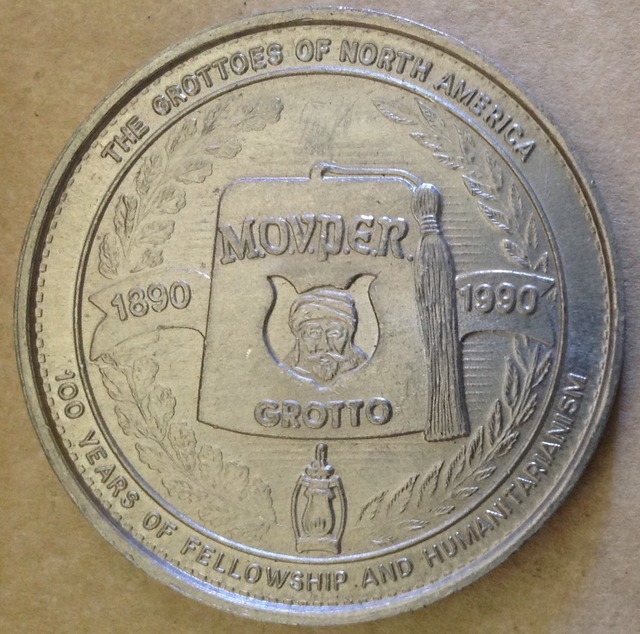 THE GROTTOES OF NORTH AMERICA
M.O.V.P.E.R.
1890
1990
GROTTO
100 YEARS OF FELLOWSHIP AND HUMANITARIANISM